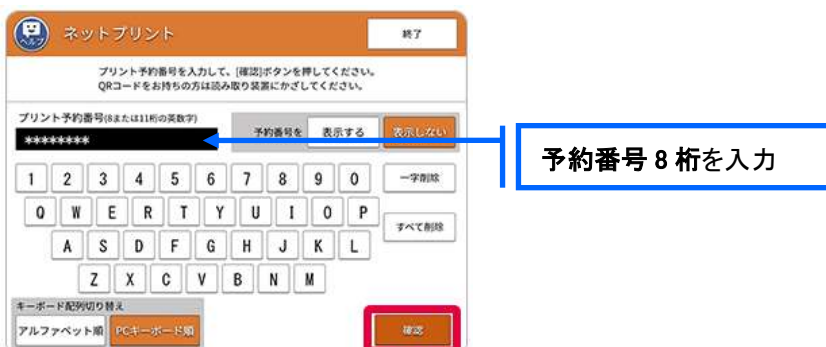 ヘルプ
ネットプリント
終了
プリント予約番号を入力して、[確認]ボタンを押してください。
QRコードをお持ちの方は読み取り装置にかざしてください。
プリント予約番号(8または11桁の英数字)
予約番号を 表示する 表示しない
********
1 2 3 4 5 6 7 8 9 0 一字削除
Q W E R T Y U I O P
すべて削除
A S D F G H J K L
Z X C V B N M
キーボード配列切り替え
アルファベット順 PCキーボード順
確認
予約番号 8 桁を入力